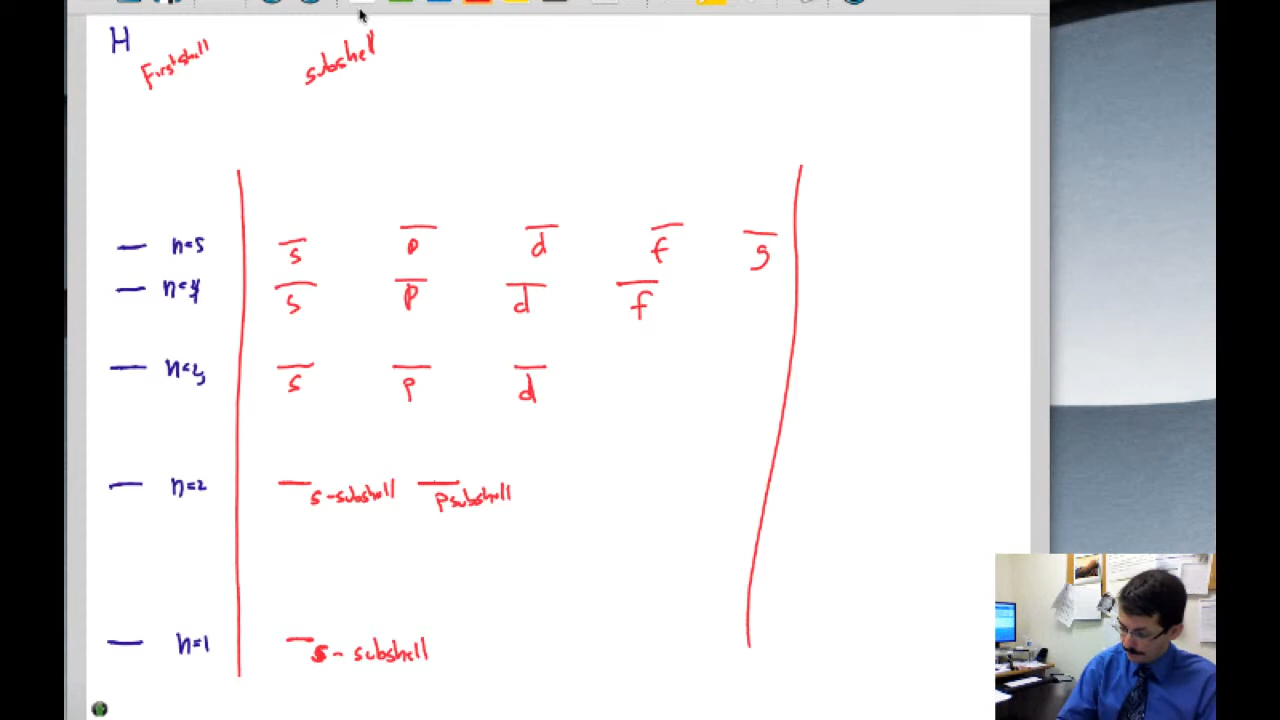 H
First shell
subshell
n=5 s p d f g
n=4 s p d f
n=3 s p d
n=2 s-subshell p subshell
n=1 s-subshell